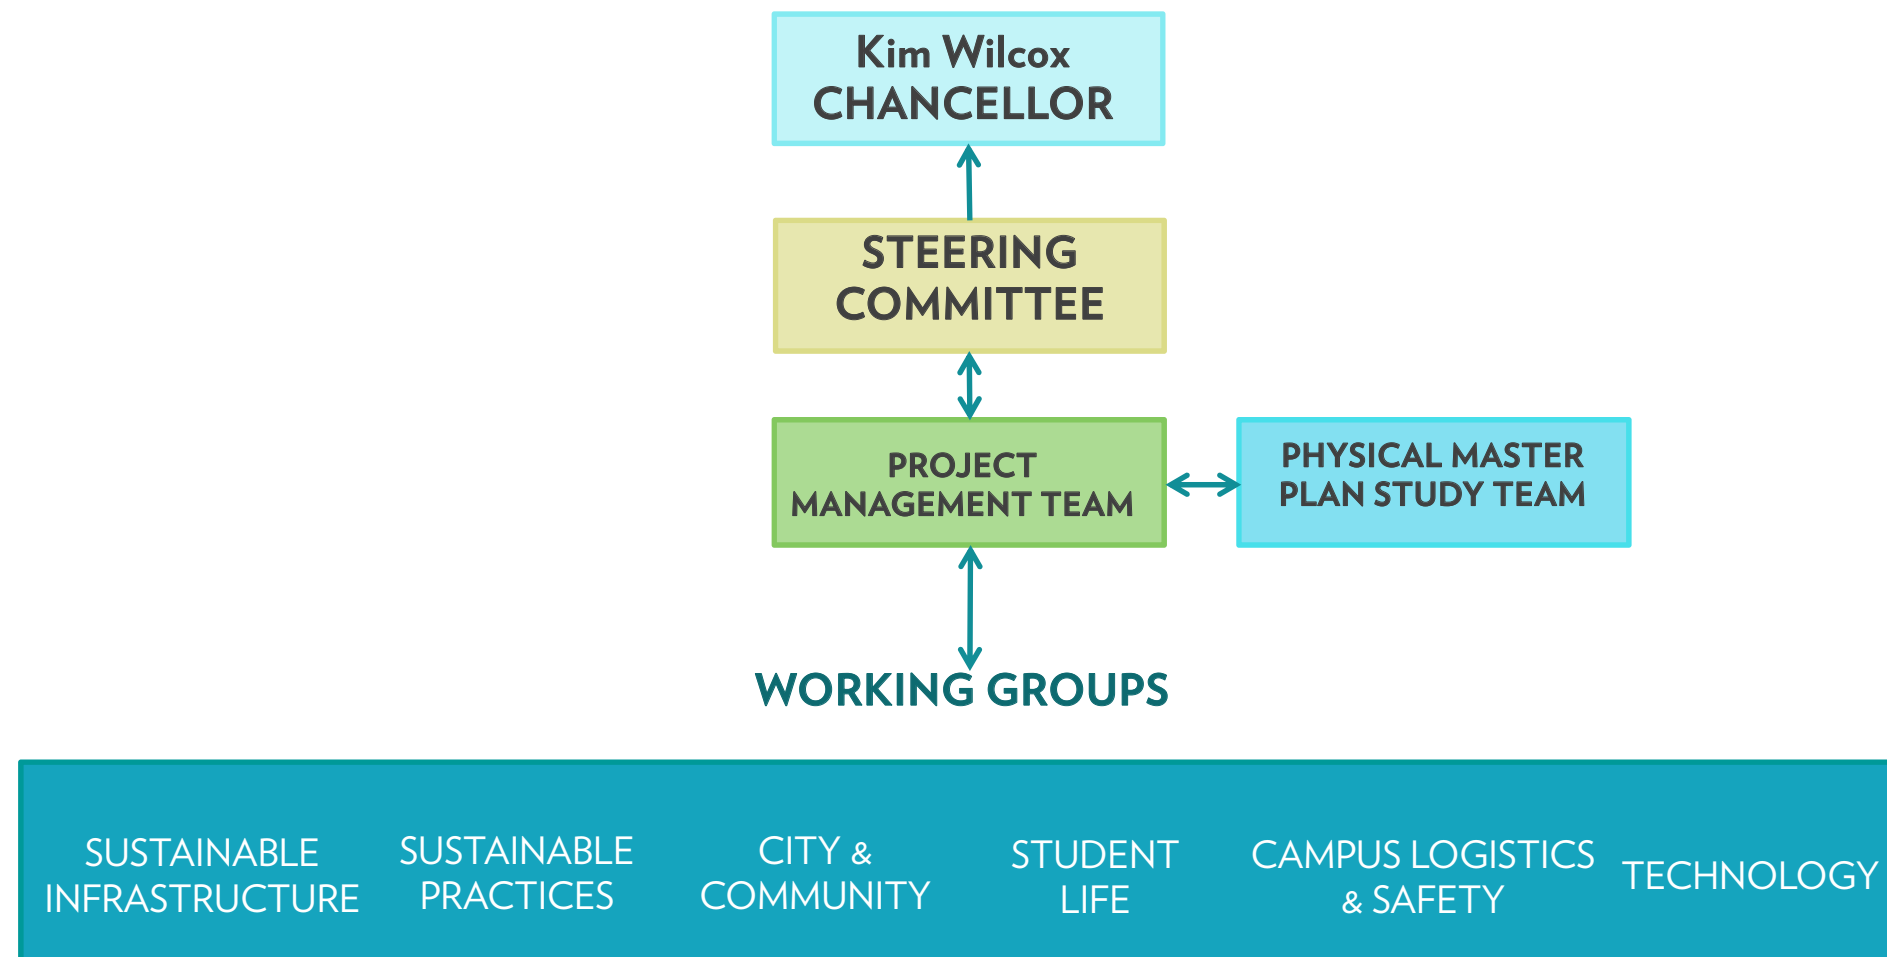 Kim Wilcox
CHANCELLOR
STEERING
COMMITTEE
PROJECT
MANAGEMENT TEAM
PHYSICAL MASTER
PLAN STUDY TEAM
WORKING GROUPS
SUSTAINABLE
INFRASTRUCTURE
SUSTAINABLE
PRACTICES
CITY &
COMMUNITY
STUDENT
LIFE
CAMPUS LOGISTICS
& SAFETY
TECHNOLOGY